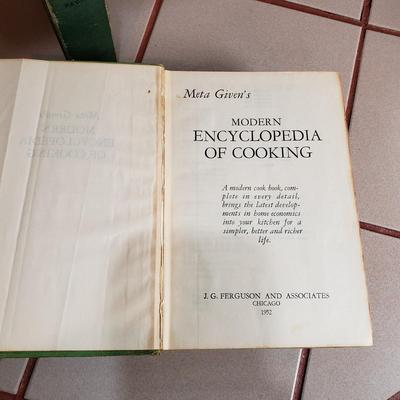 Meta Given's
MODERN
ENCYCLOPEDIA
OF COOKING
A modern cook book, com-
plete in every detail,
brings the latest develop-
ments in home economics
into your kitchen for a
simpler, better and richer
life.
J. G. FERGUSON AND ASSOCIATES
CHICAGO
1952